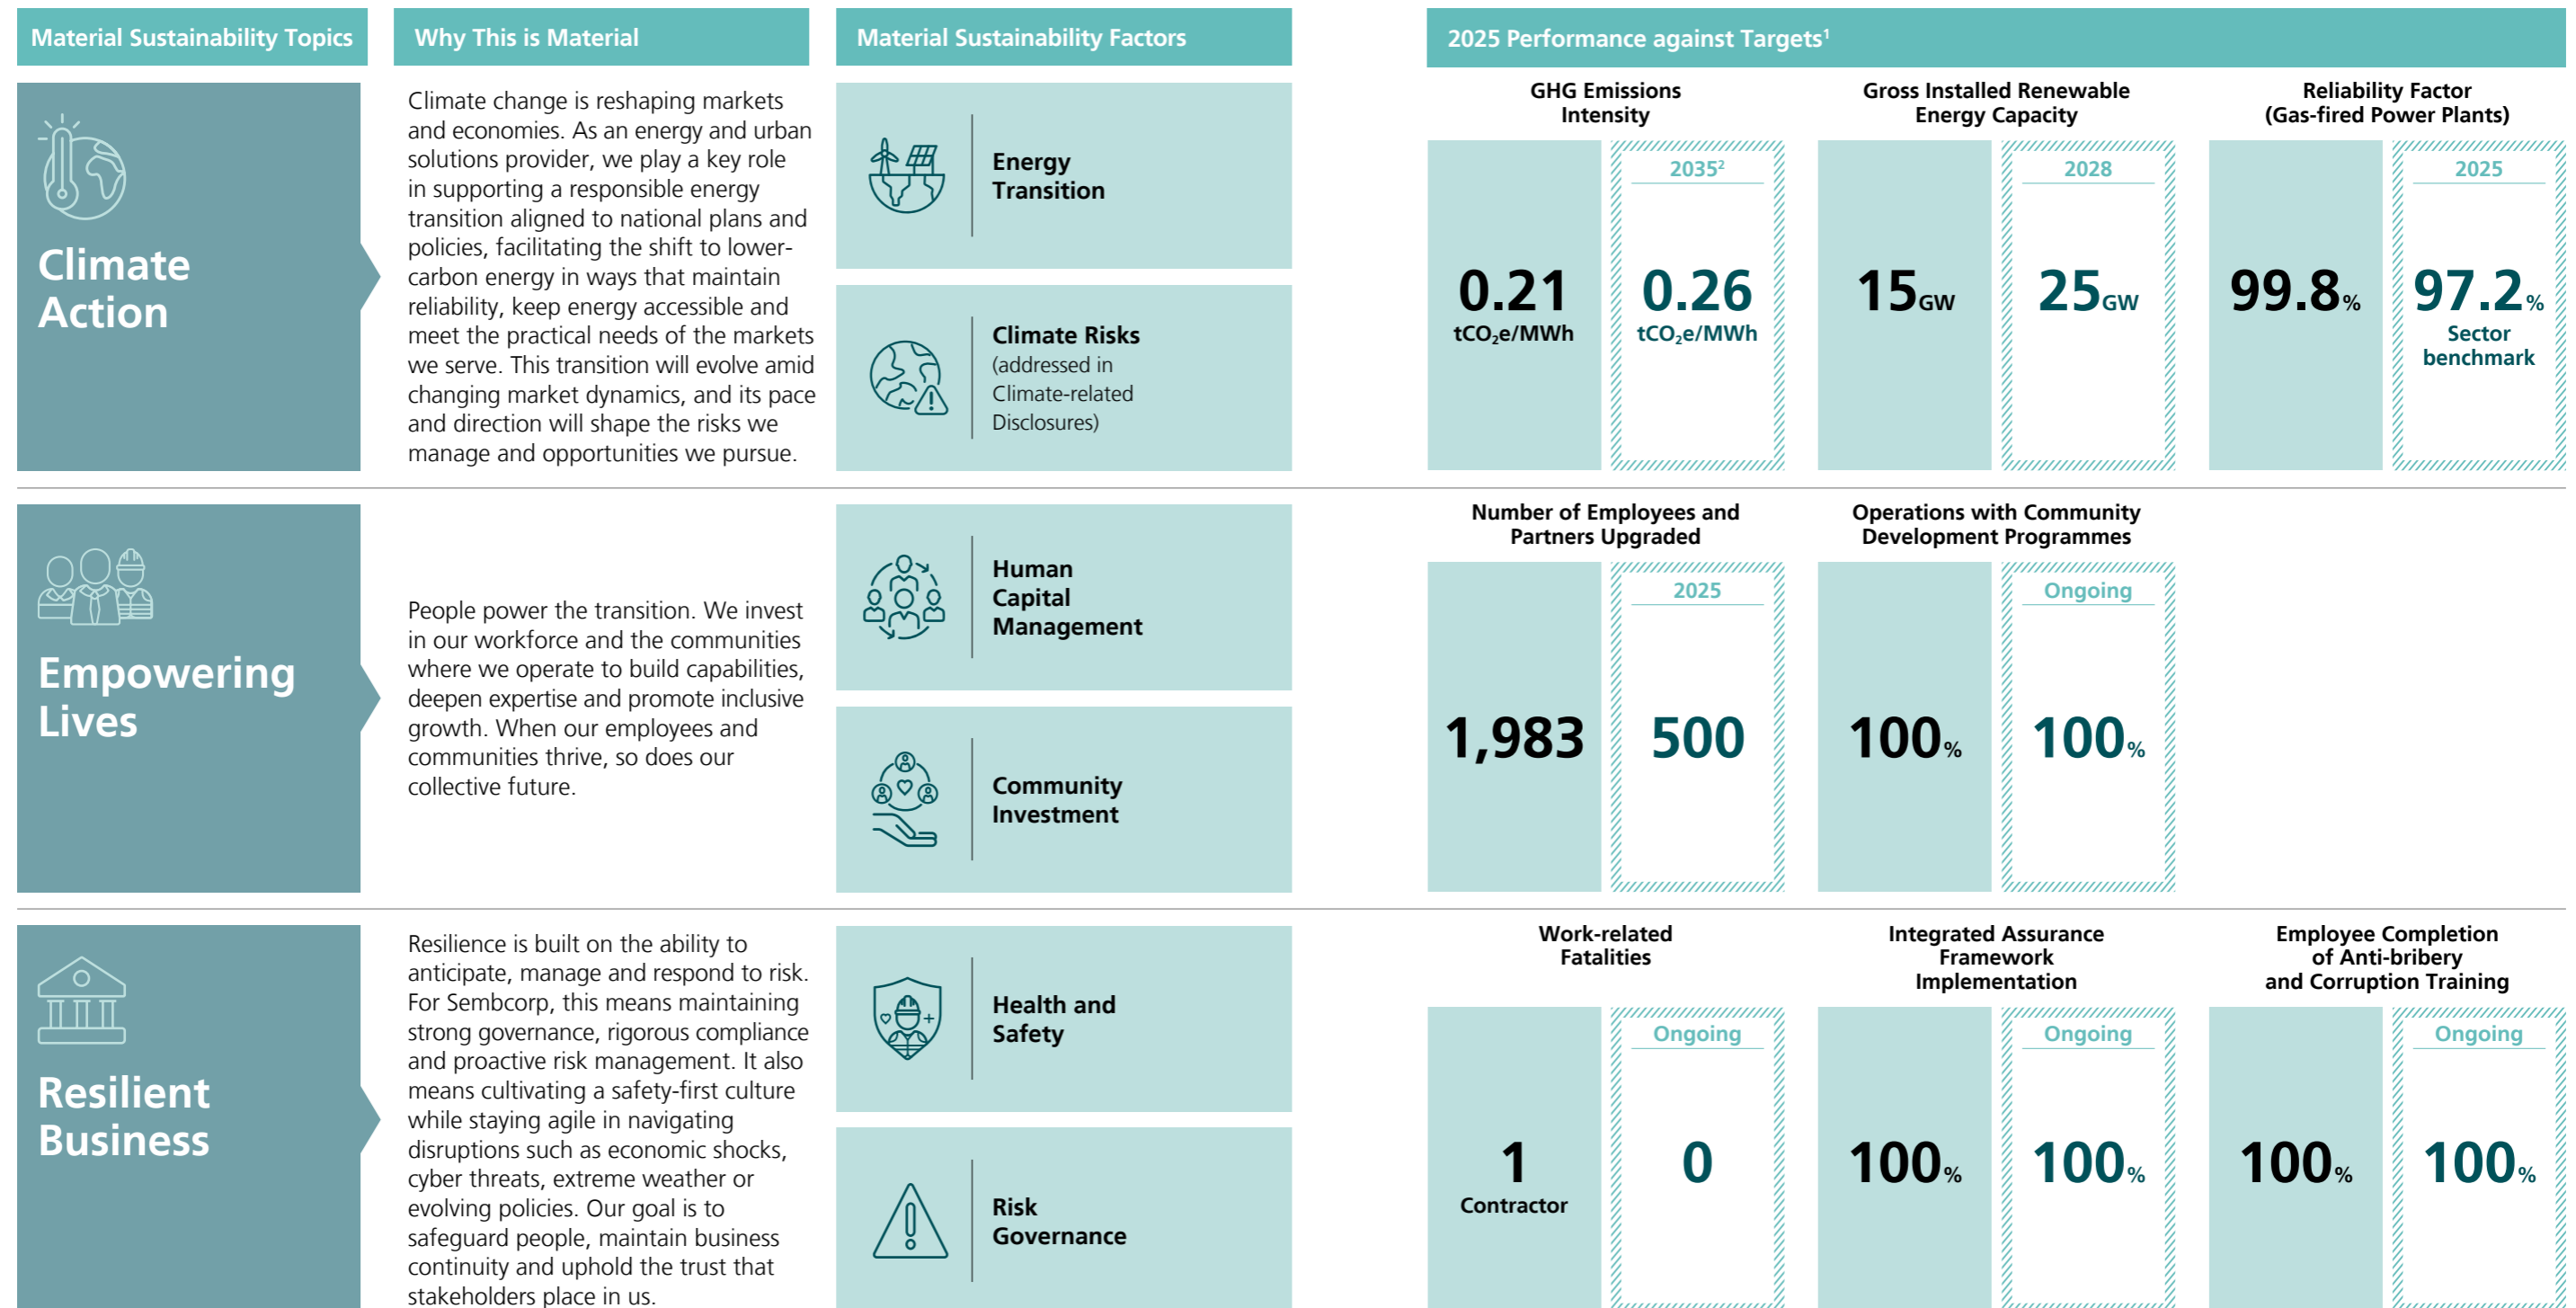 Material Sustainability Topics
Why This is Material
Material Sustainability Factors
2025 Performance against Targets¹
Climate
Action
Climate change is reshaping markets
and economies. As an energy and urban
solutions provider, we play a key role
in supporting a responsible energy
transition aligned to national plans and
policies, facilitating the shift to lower-
carbon energy in ways that maintain
reliability, keep energy accessible and
meet the practical needs of the markets
we serve. This transition will evolve amid
changing market dynamics, and its pace
and direction will shape the risks we
manage and opportunities we pursue.
Energy
Transition
Climate Risks
(addressed in
Climate-related
Disclosures)
GHG Emissions
Intensity
0.21
tCO₂e/MWh
2035²
0.26
tCO₂e/MWh
Gross Installed Renewable
Energy Capacity
15GW
2028
25GW
Reliability Factor
(Gas-fired Power Plants)
99.8%
2025
97.2%
Sector
benchmark
Empowering
Lives
People power the transition. We invest
in our workforce and the communities
where we operate to build capabilities,
deepen expertise and promote inclusive
growth. When our employees and
communities thrive, so does our
collective future.
Human
Capital
Management
Community
Investment
Number of Employees and
Partners Upgraded
1,983
2025
500
Operations with Community
Development Programmes
100%
Ongoing
100%
Resilient
Business
Resilience is built on the ability to
anticipate, manage and respond to risk.
For Sembcorp, this means maintaining
strong governance, rigorous compliance
and proactive risk management. It also
means cultivating a safety-first culture
while staying agile in navigating
disruptions such as economic shocks,
cyber threats, extreme weather or
evolving policies. Our goal is to
safeguard people, maintain business
continuity and uphold the trust that
stakeholders place in us.
Health and
Safety
Risk
Governance
Work-related
Fatalities
1
Contractor
Ongoing
0
Integrated Assurance
Framework
Implementation
100%
Ongoing
100%
Employee Completion
of Anti-bribery
and Corruption Training
100%
Ongoing
100%